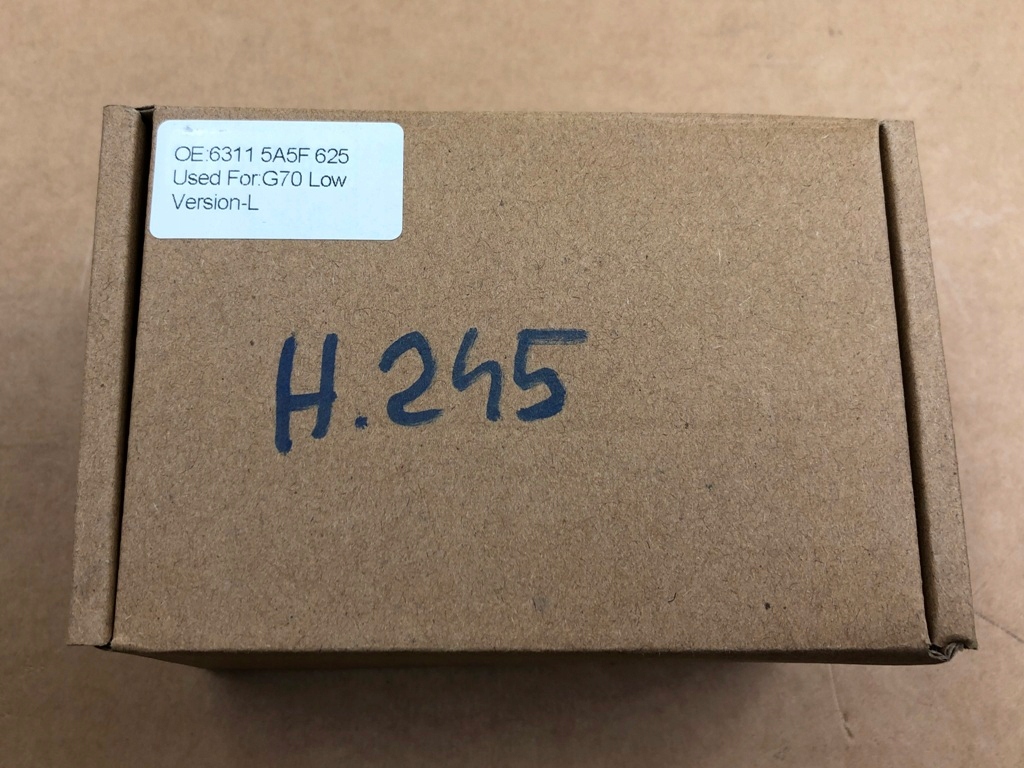 OE:6311 5A5F 625
Used For:G70 Low
Version-L
H.245